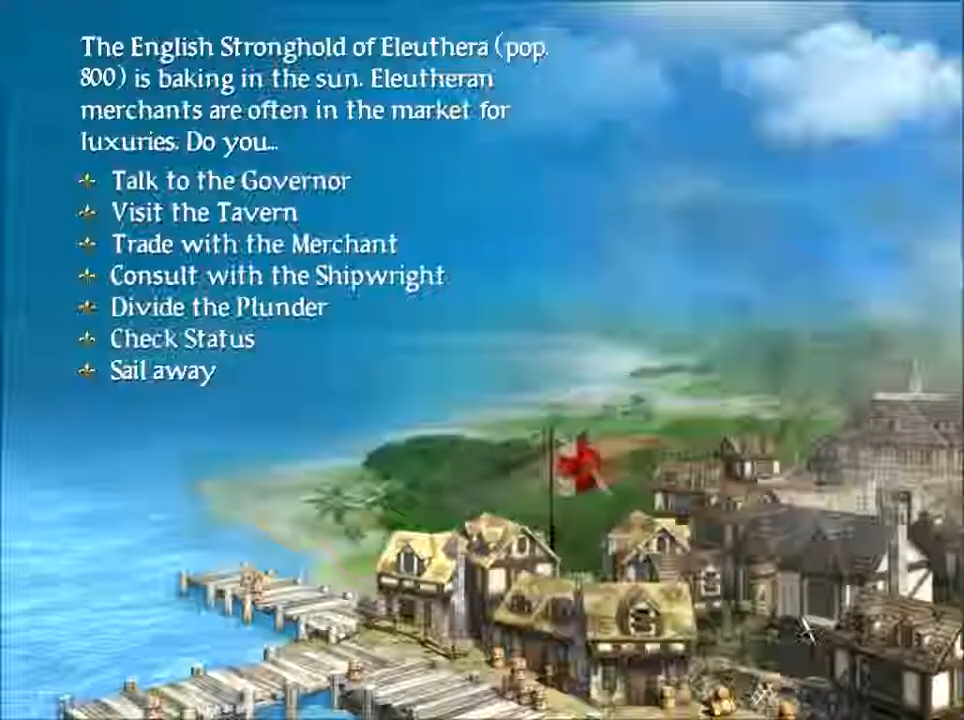 The English Stronghold of Eleuthera (pop.
800) is baking in the sun. Eleutheran
merchants are often in the market for
luxuries. Do you...
Talk to the Governor
Visit the Tavern
Trade with the Merchant
Consult with the Shipwright
Divide the Plunder
Check Status
Sail away